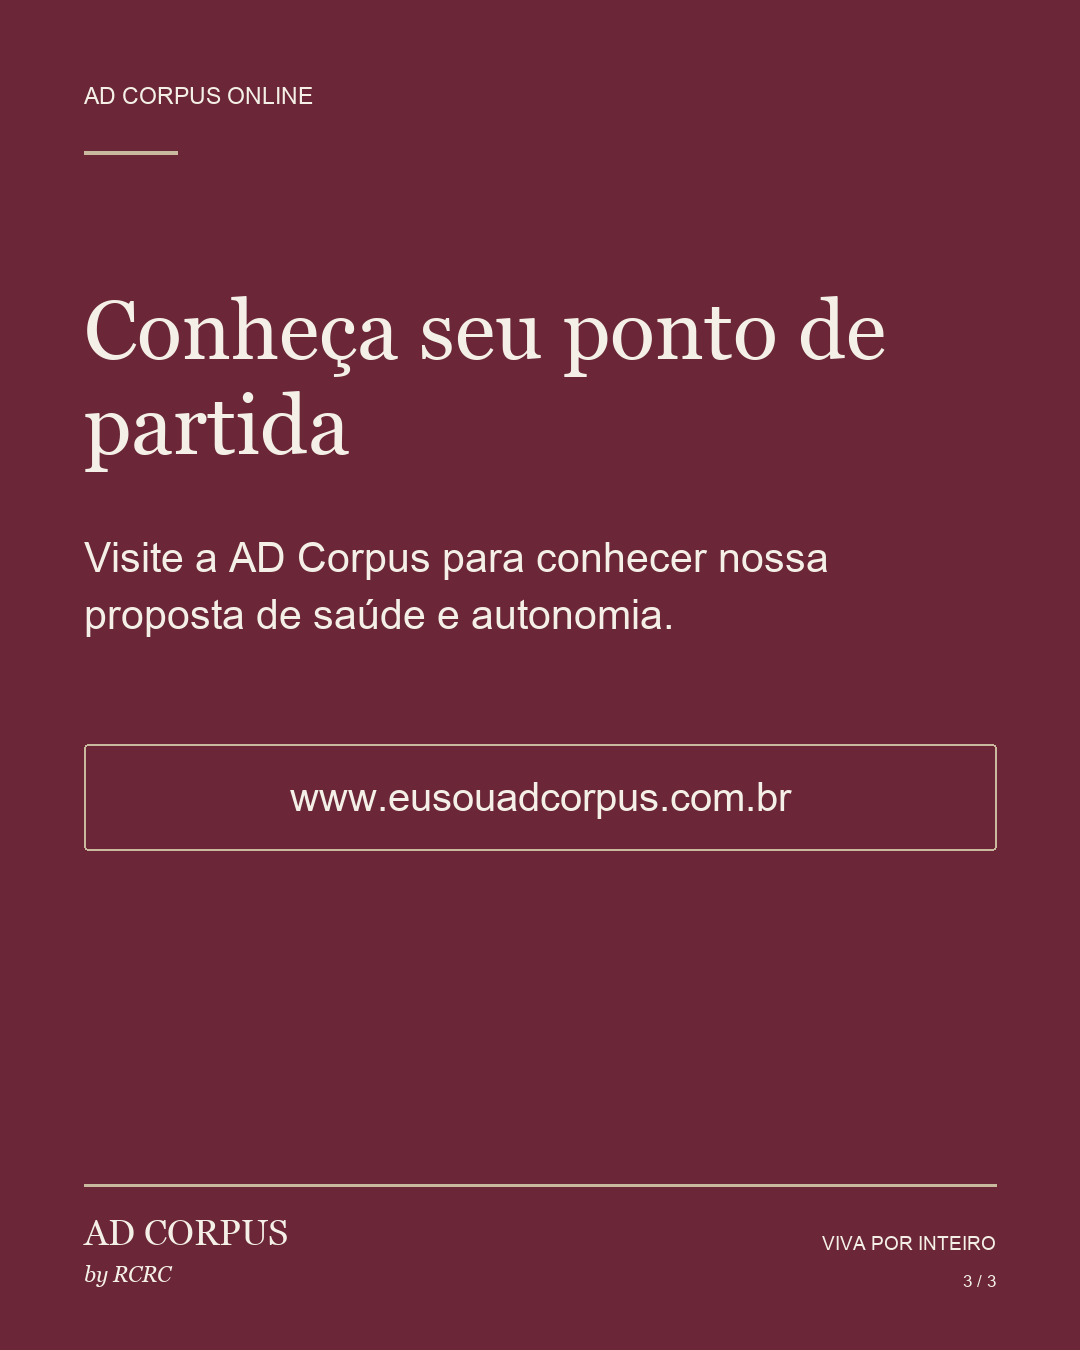 AD CORPUS ONLINE
Conheça seu ponto de
partida
Visite a AD Corpus para conhecer nossa
proposta de saúde e autonomia.
www.eusouadcorpus.com.br
AD CORPUS
by RCRC
VIVA POR INTEIRO
3 / 3